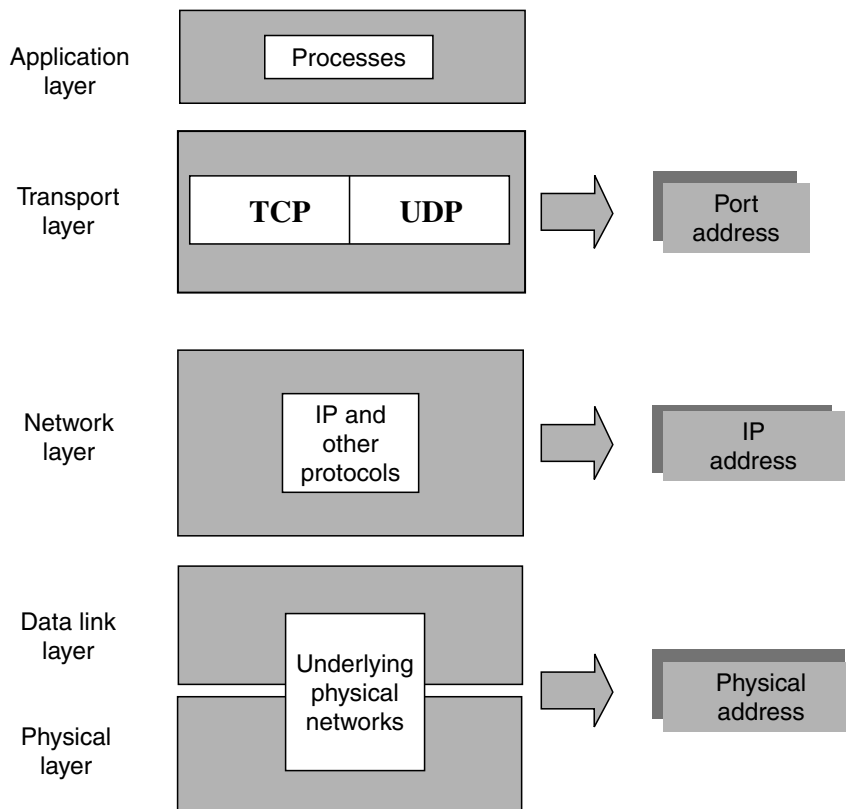 Application
layer
Processes
Transport
layer
TCP
UDP
Port
address
Network
layer
IP and
other
protocols
IP
address
Data link
layer
Underlying
physical
networks
Physical
address
Physical
layer